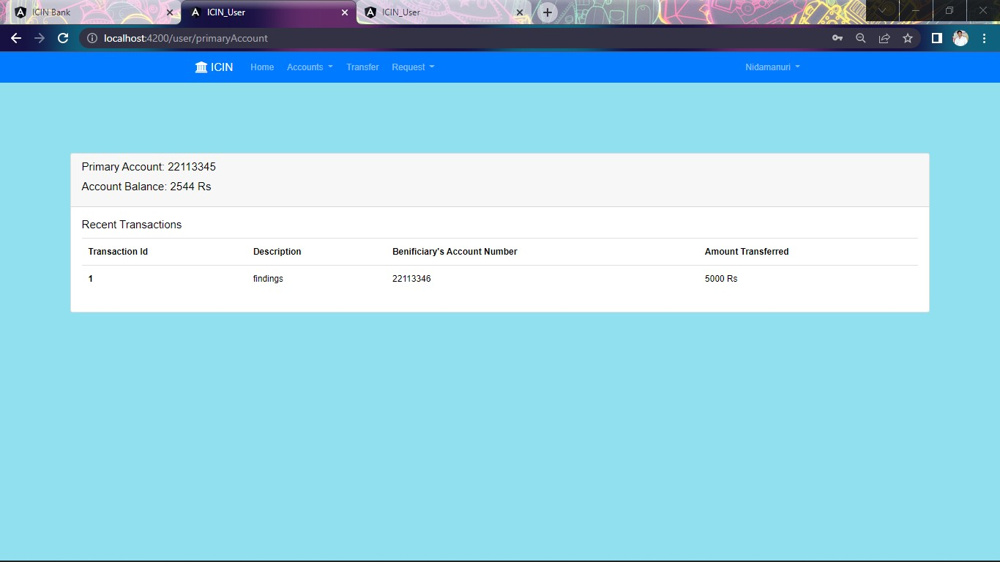 ICIN Bank
ICIN_User
ICIN_User
localhost:4200/user/primaryAccount
ICIN Home Accounts Transfer Request Nidamanuri
Primary Account: 22113345
Account Balance: 2544 Rs
Recent Transactions
Transaction Id Description Benificiary's Account Number Amount Transferred
1 findings 22113346 5000 Rs